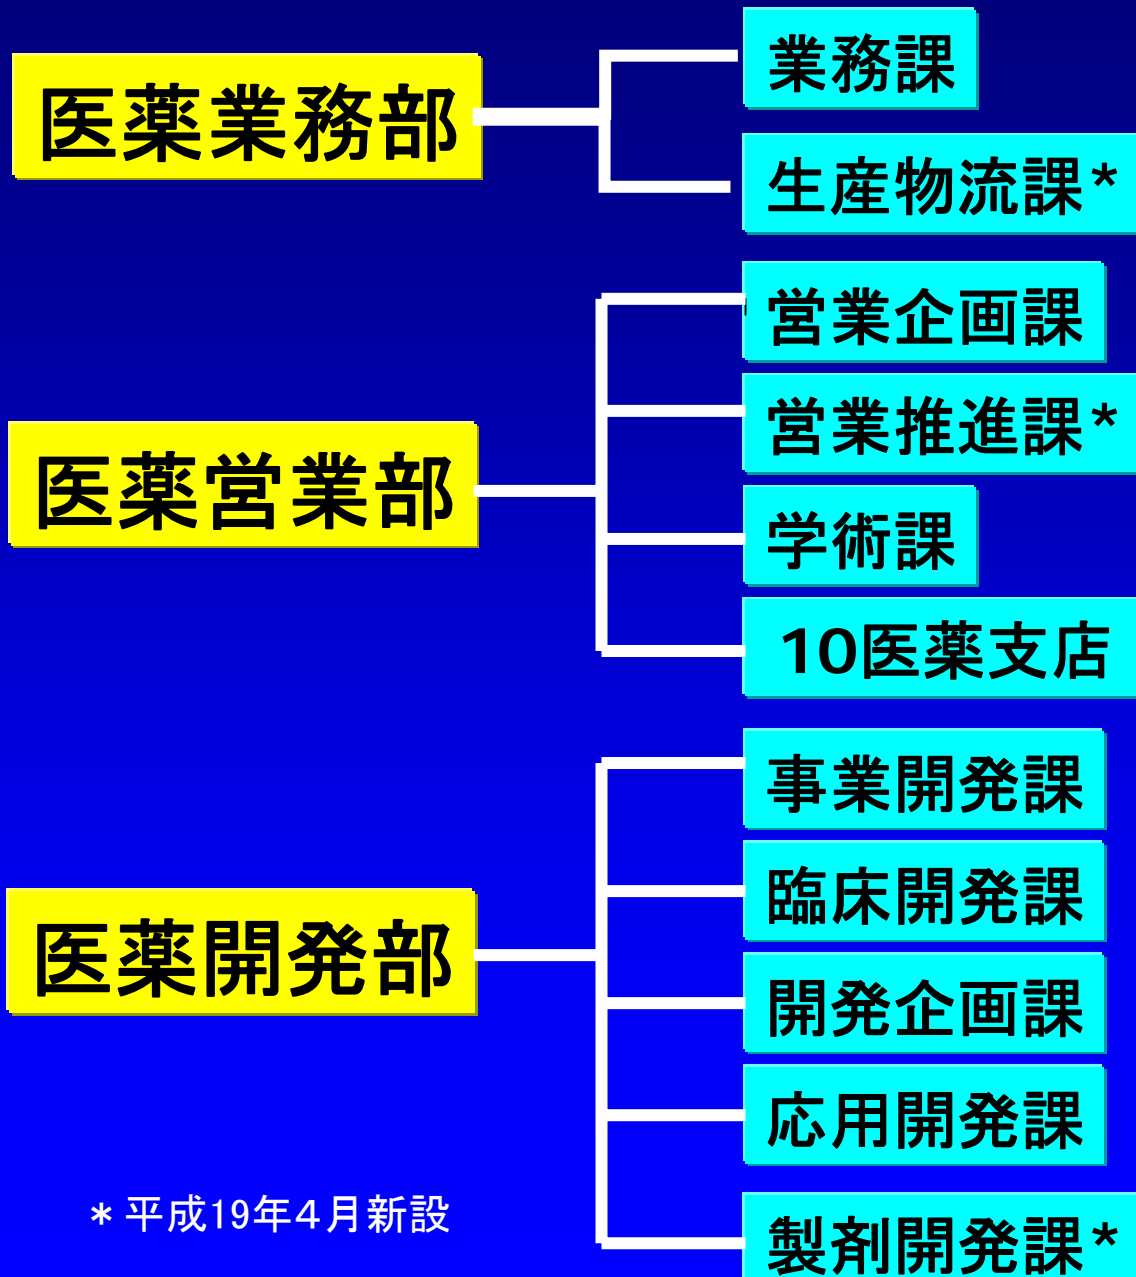 医薬業務部
業務課
生産物流課*
医薬営業部
営業企画課
営業推進課*
学術課
10医薬支店
医薬開発部
事業開発課
臨床開発課
開発企画課
応用開発課
製剤開発課*
*平成19年4月新設